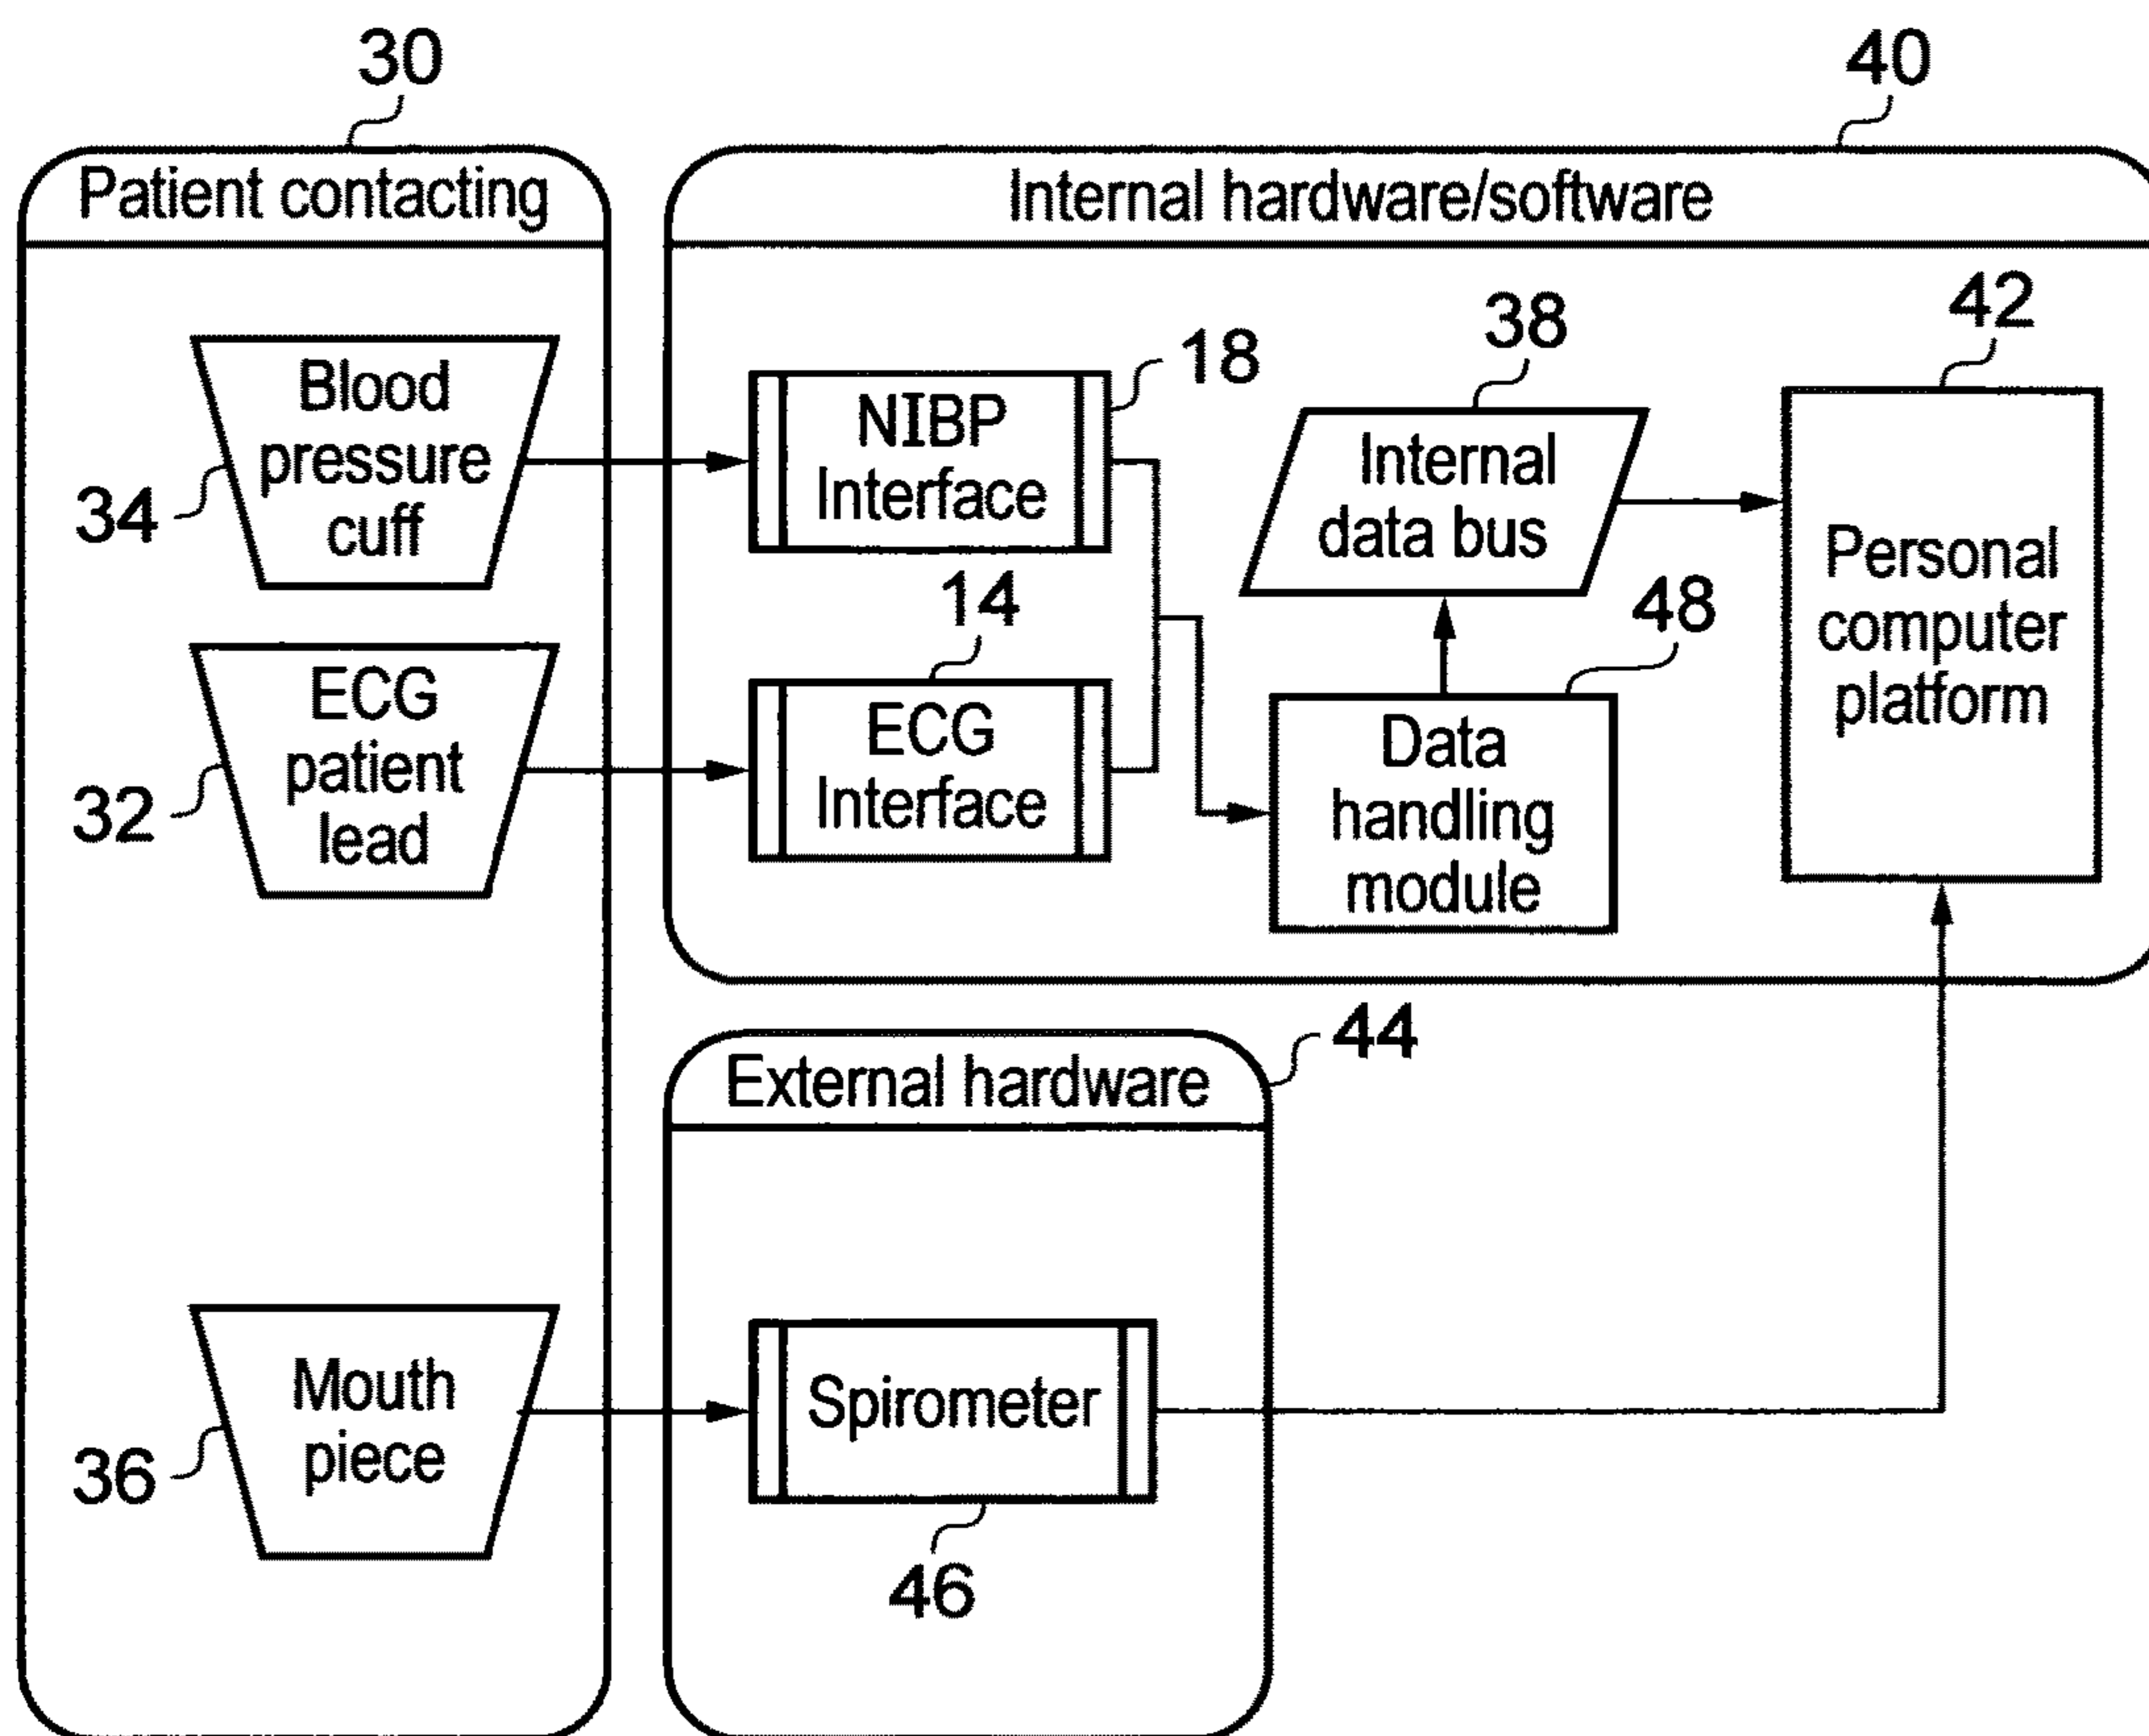 30
40
Patient contacting
Internal hardware/software
34
Blood
pressure
cuff
18
NIBP
Interface
38
Internal
data bus
42
Personal
computer
platform
32
ECG
patient
lead
14
ECG
Interface
48
Data
handling
module
44
External hardware
36
Mouth
piece
Spirometer
46